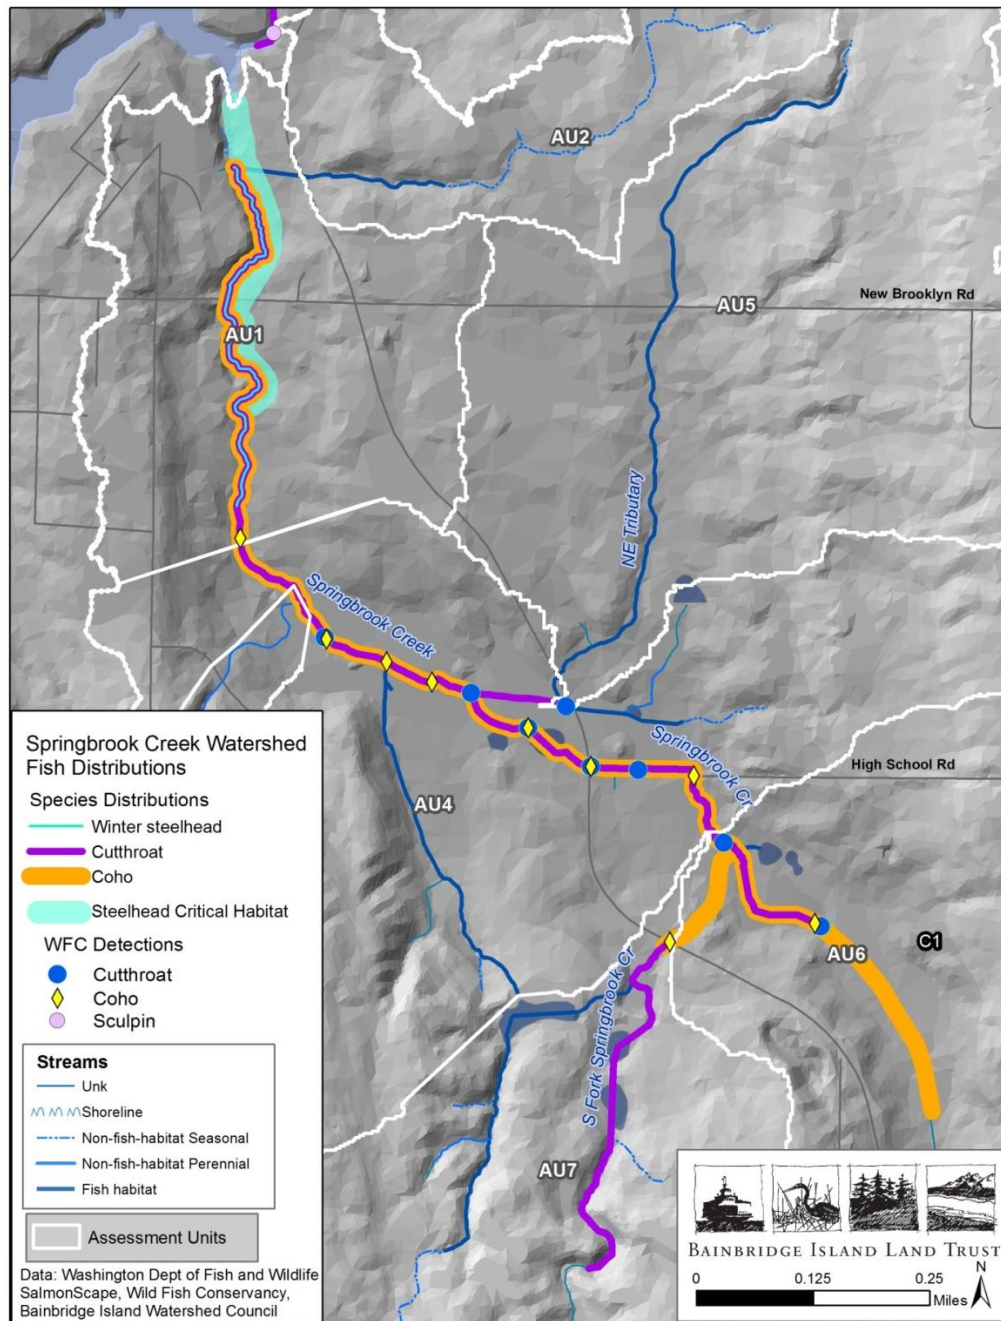 AU2
New Brooklyn Rd
AU5
AU1
NE Tributary
Springbrook Creek
Springbrook Cr
High School Rd
AU4
C1
AU6
S Fork Springbrook Cr
AU7
Springbrook Creek Watershed
Fish Distributions
Species Distributions
Winter steelhead
Cutthroat
Coho
Steelhead Critical Habitat
WFC Detections
Cutthroat
Coho
Sculpin
Streams
Unk
Shoreline
Non-fish-habitat Seasonal
Non-fish-habitat Perennial
Fish habitat
Assessment Units
Data: Washington Dept of Fish and Wildlife
SalmonScape, Wild Fish Conservancy,
Bainbridge Island Watershed Council
BAINBRIDGE ISLAND LAND TRUST
N
0 0.125 0.25
Miles